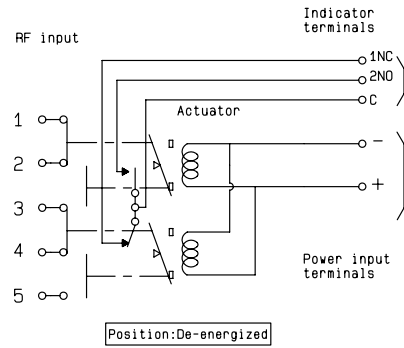 Indicator
terminals
RF input
1NC
2NO
C
Actuator
1
−
2
+
3
4
Power input
terminals
5
Position:De-energized